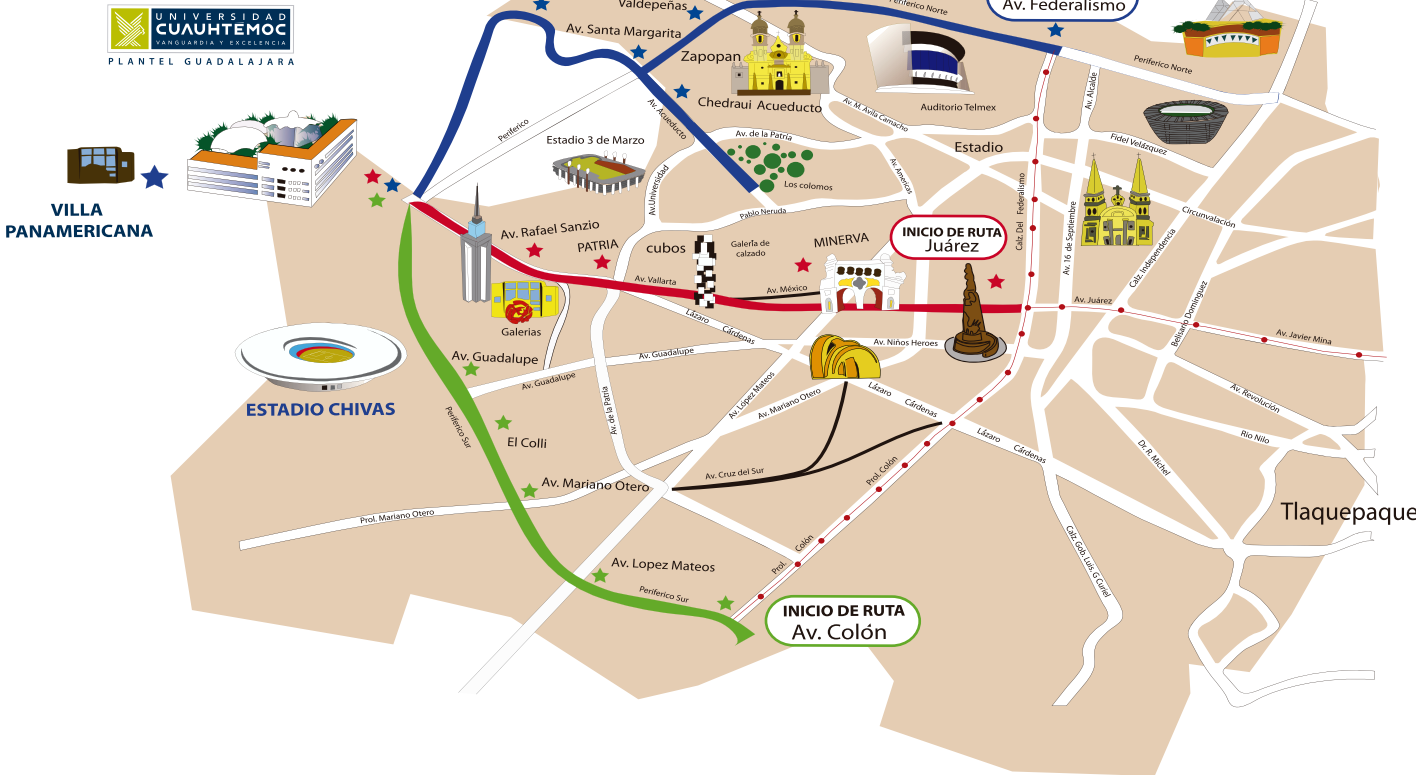 UNIVERSIDAD
CUAUHTÉMOC
VANGUARDIA Y EXCELENCIA
PLANTEL GUADALAJARA
Valdepeñas
Periferico Norte
Av. Federalismo
Av. Santa Margarita
Zapopan
Periferico Norte
Chedraui Acueducto
Av. M. Avila Camacho
Auditorio Telmex
Av. Alcalde
Periferico
Av. Acueducto
Av. de la Patria
Fidel Velázquez
Estadio 3 de Marzo
Estadio
Los colomos
Av. Americas
Av.Universidad
Calz. Del Federalismo
VILLA
PANAMERICANA
Pablo Neruda
Circunvalación
Av. 16 de Septiembre
Calz. Independencia
Av. Rafael Sanzio
PATRIA
cubos
Galería de
calzado
MINERVA
INICIO DE RUTA
Juárez
Av. Vallarta
Av. México
Av. Juárez
Belisario Dominguez
Av. Javier Mina
Galerias
Lázaro Cárdepas
Av. Niños Heroes
Av. Guadalupe
Av. Guadalupe
Av. Guadalupe
Av. Lopez Mateos
Av. Mariano Otero
Lázaro Cárdenas
Av. Revolución
ESTADIO CHIVAS
Periferico Sur
Av. de la Patria
El Colli
Lázaro Cárdenas
Rio Nilo
Dr. R. Michel
Av. Cruz del Sur
Prol. Colón
Av. Mariano Otero
Prol. Mariano Otero
Tlaquepaque
Prol. Colón
Calz. Gob. Luis. G Curiel
Av. Lopez Mateos
Periferico Sur
INICIO DE RUTA
Av. Colón